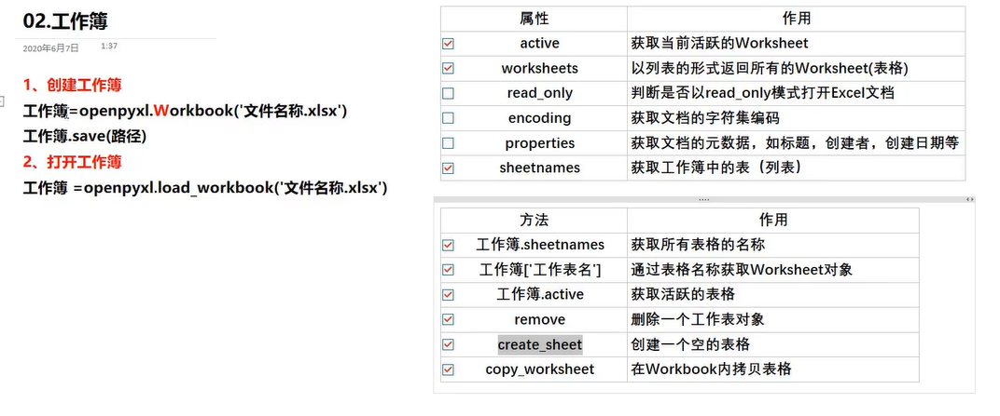 02.工作簿
2020年6月7日 1:37
1、创建工作簿
工作簿=openpyxl.Workbook('文件名称.xlsx')
工作簿.save(路径)
2、打开工作簿
工作簿 =openpyxl.load_workbook('文件名称.xlsx')
属性 作用
active 获取当前活跃的Worksheet
worksheets 以列表的形式返回所有的Worksheet(表格)
read_only 判断是否以read_only模式打开Excel文档
encoding 获取文档的字符集编码
properties 获取文档的元数据，如标题，创建者，创建日期等
sheetnames 获取工作簿中的表（列表）
方法 作用
工作簿.sheetnames 获取所有表格的名称
工作簿['工作表名'] 通过表格名称获取Worksheet对象
工作簿.active 获取活跃的表格
remove 删除一个工作表对象
create_sheet 创建一个空的表格
copy_worksheet 在Workbook内拷贝表格